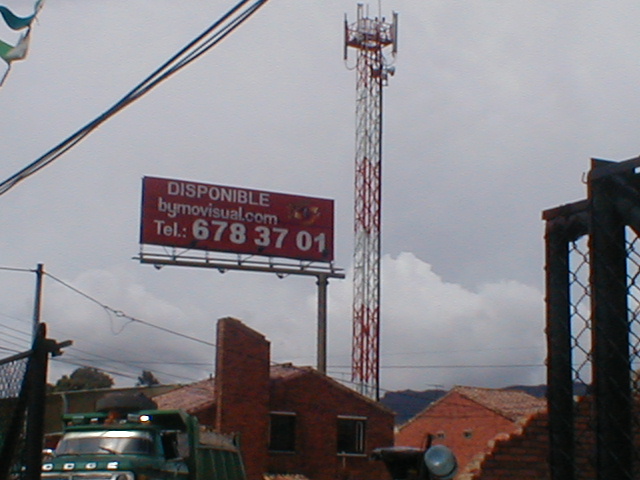 DISPONIBLE
bymovisual.com
Tel.: 678 37 01